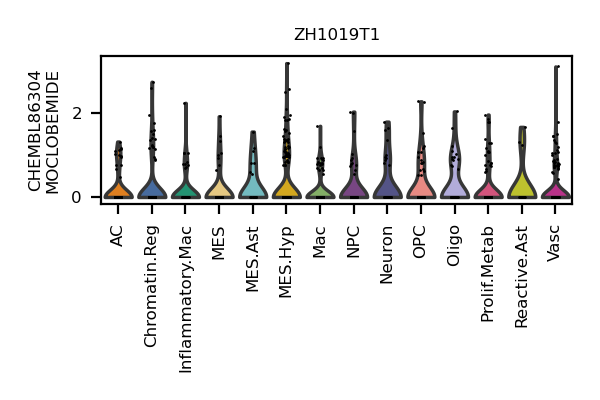 ZH1019T1
CHEMBL86304
MOCLOBEMIDE
2
0
AC
Chromatin.Reg
Inflammatory.Mac
MES
MES.Ast
MES.Hyp
Mac
NPC
Neuron
OPC
Oligo
Prolif.Metab
Reactive.Ast
Vasc